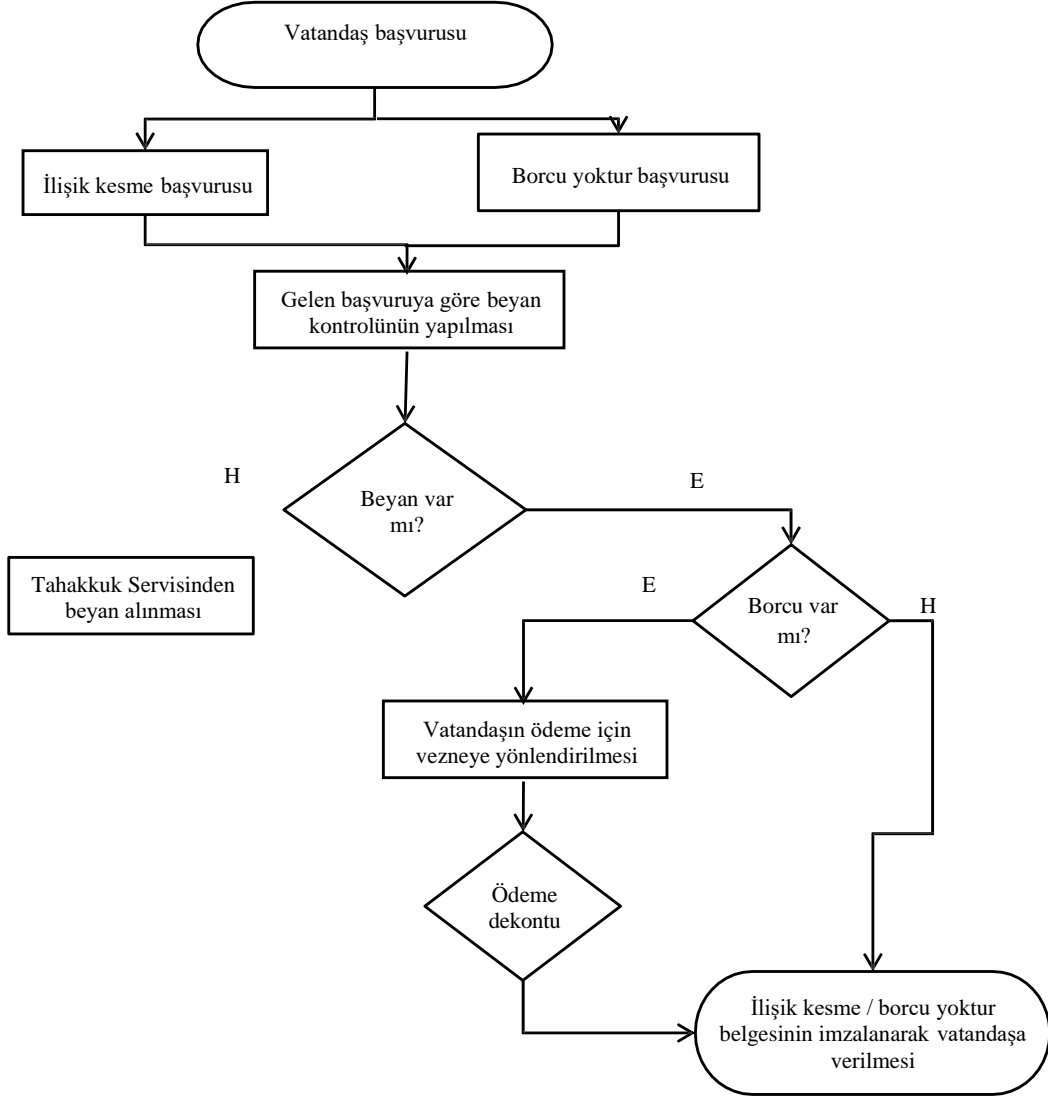 Vatandaş başvurusu
İlişik kesme başvurusu
Borcu yoktur başvurusu
Gelen başvuruya göre beyan
kontrolünün yapılması
H
E
Beyan var
mı?
Tahakkuk Servisinden
beyan alınması
E
H
Borcu var
mı?
Vatandaşın ödeme için
vezneye yönlendirilmesi
Ödeme
dekontu
İlişik kesme / borcu yoktur
belgesinin imzalanarak vatandaşa
verilmesi